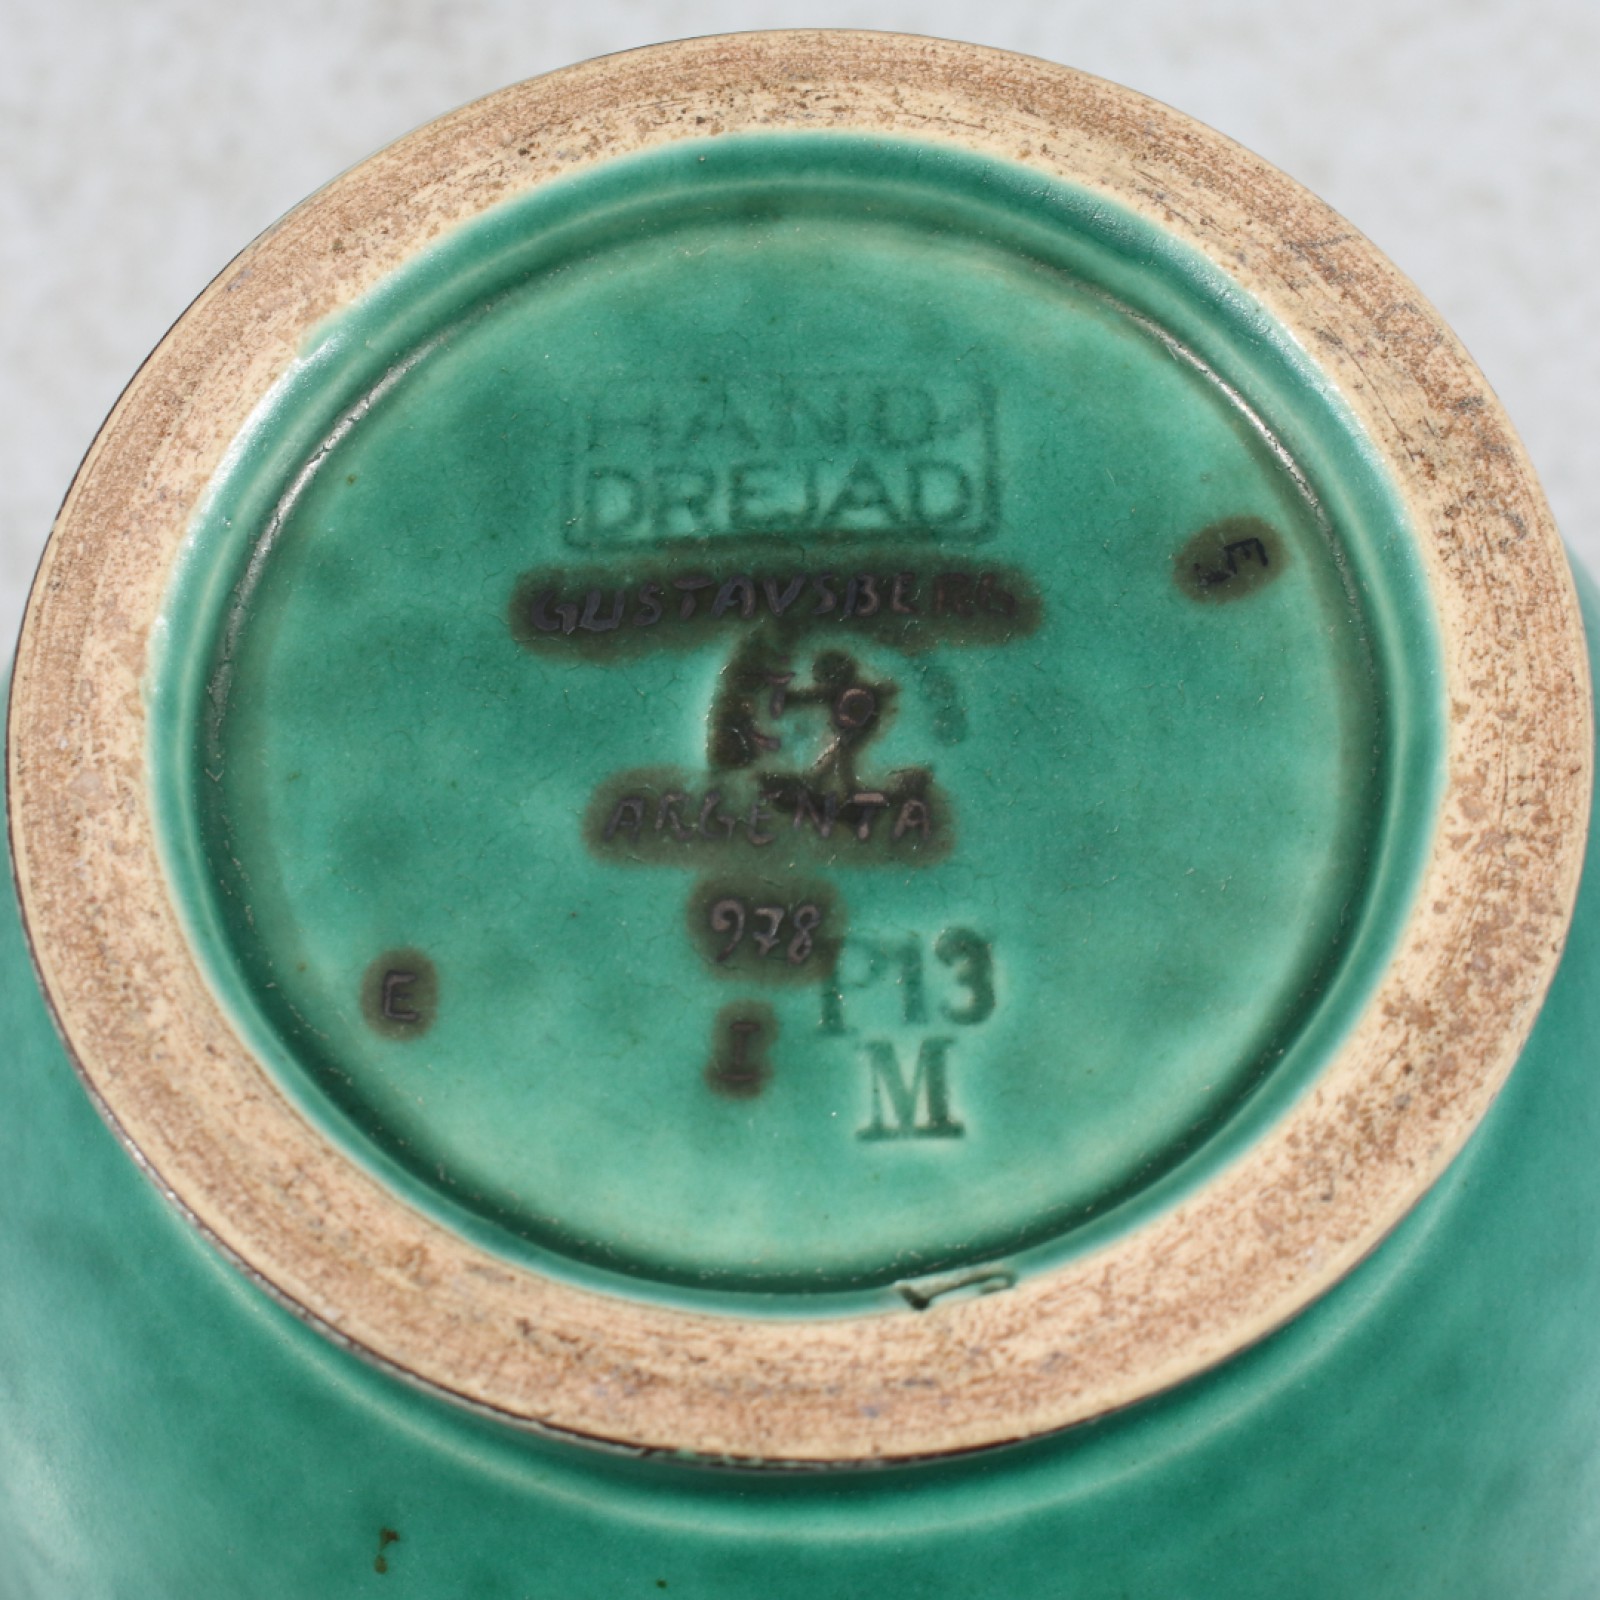 HAND
DREJAD
GUSTAVSBERG
ARGENTA
978
P13
E
I
M